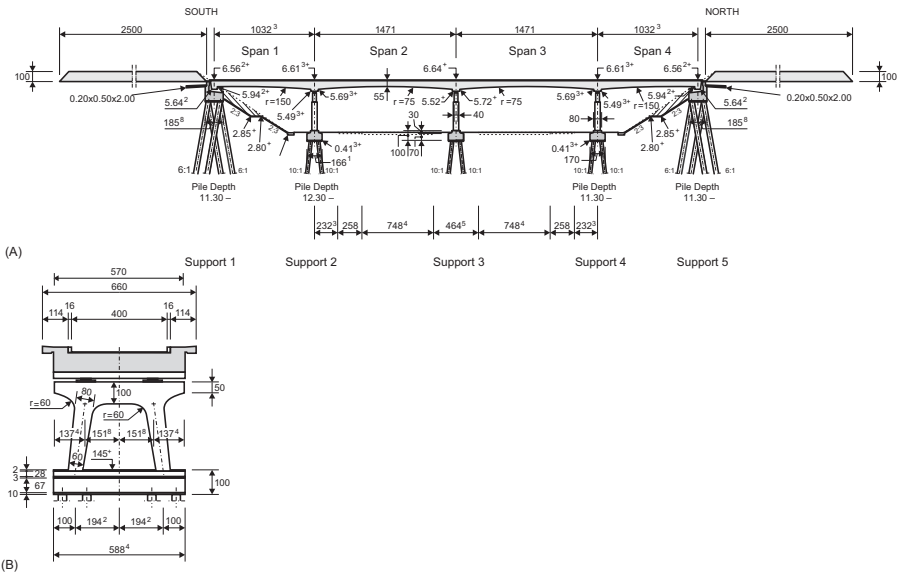 SOUTH NORTH
2500 1032³ 1471 1471 1032³ 2500
Span 1 Span 2 Span 3 Span 4
100 6.56²⁺ 6.61³⁺ 6.64⁺ 6.61³⁺ 6.56²⁺ 100
0.20x0.50x2.00 5.94²⁺ r=150 5.69³⁺ 55 r=75 5.52⁺ 5.72⁺ r=75 5.69³⁺ r=150 5.94²⁺ 0.20x0.50x2.00
5.64² 5.49³⁺ 30 40 80 5.49³⁺ 5.64²
185⁸ 2:3 2.85⁺ 2:3 2:3 2.85⁺ 2:3 185⁸
2.80⁺ 0.41³⁺ 100 70 0.41³⁺ 2.80⁺
166¹ 170
6:1 6:1 10:1 10:1 10:1 10:1 10:1 10:1 6:1 6:1
Pile Depth Pile Depth Pile Depth Pile Depth
11.30 – 12.30 – 11.30 – 11.30 –
232³ 258 748⁴ 464⁵ 748⁴ 258 232³
(A)
Support 1 Support 2 Support 3 Support 4 Support 5
570
660
16 16
114 400 114
80 100 50
r=60
r=60
137⁴ 151⁸ 151⁸ 137⁴
60 145⁺
2
3 28 100
67
10
100 194² 194² 100
588⁴
(B)